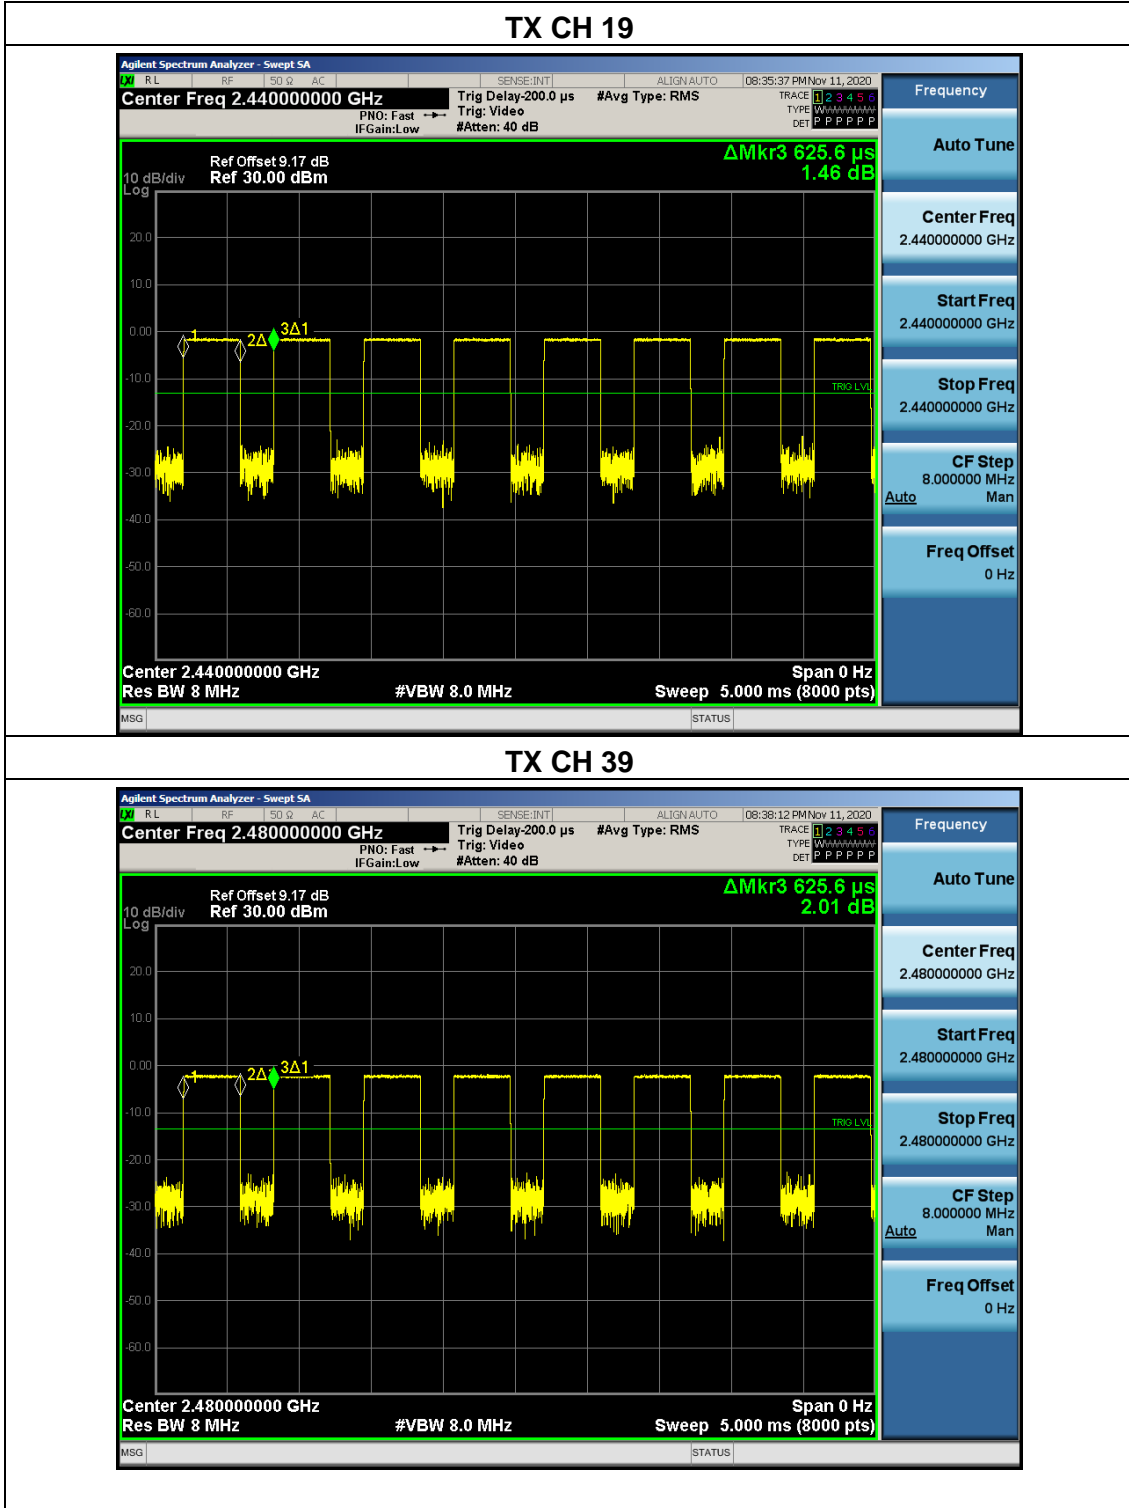 TX CH 19
Agilent Spectrum Analyzer - Swept SA
LXI RL RF 50 Ω AC SENSE:INT ALIGN AUTO 08:35:37 PM Nov 11, 2020
Center Freq 2.440000000 GHz
Trig Delay-200.0 µs #Avg Type: RMS
PNO: Fast Trig: Video
IFGain:Low #Atten: 40 dB
TRACE 1 2 3 4 5 6
TYPE W
DET P P P P P P
ΔMkr3 625.6 µs
1.46 dB
Ref Offset 9.17 dB
10 dB/div Ref 30.00 dBm
Log
20.0
10.0
0.00
1 2Δ 3Δ1
-10.0
TRIG LVL
-20.0
-30.0
-40.0
-50.0
-60.0
Center 2.440000000 GHz Span 0 Hz
Res BW 8 MHz #VBW 8.0 MHz Sweep 5.000 ms (8000 pts)
MSG STATUS
Frequency
Auto Tune
Center Freq
2.440000000 GHz
Start Freq
2.440000000 GHz
Stop Freq
2.440000000 GHz
CF Step
8.000000 MHz
Auto Man
Freq Offset
0 Hz
TX CH 39
Agilent Spectrum Analyzer - Swept SA
LXI RL RF 50 Ω AC SENSE:INT ALIGN AUTO 08:38:12 PM Nov 11, 2020
Center Freq 2.480000000 GHz
Trig Delay-200.0 µs #Avg Type: RMS
PNO: Fast Trig: Video
IFGain:Low #Atten: 40 dB
TRACE 1 2 3 4 5 6
TYPE W
DET P P P P P P
ΔMkr3 625.6 µs
2.01 dB
Ref Offset 9.17 dB
10 dB/div Ref 30.00 dBm
Log
20.0
10.0
0.00
1 2Δ 3Δ1
-10.0
TRIG LVL
-20.0
-30.0
-40.0
-50.0
-60.0
Center 2.480000000 GHz Span 0 Hz
Res BW 8 MHz #VBW 8.0 MHz Sweep 5.000 ms (8000 pts)
MSG STATUS
Frequency
Auto Tune
Center Freq
2.480000000 GHz
Start Freq
2.480000000 GHz
Stop Freq
2.480000000 GHz
CF Step
8.000000 MHz
Auto Man
Freq Offset
0 Hz